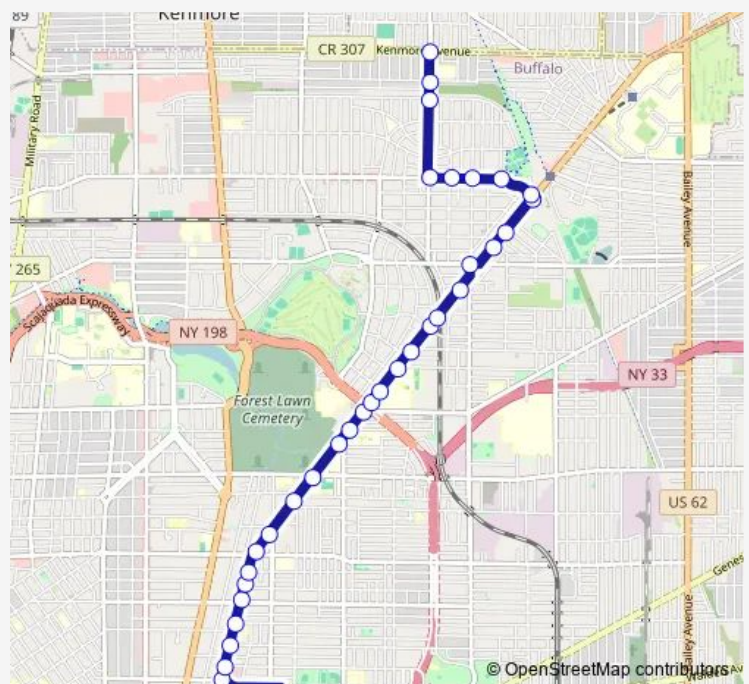 89
Kenmore
CR 307
Kenmore Avenue
Buffalo
Military Road
Bailey Avenue
265
Scajaquada Expressway
NY 198
NY 33
Forest Lawn
Cemetery
US 62
Genes
Bailey Avenue
© OpenStreetMap contributors